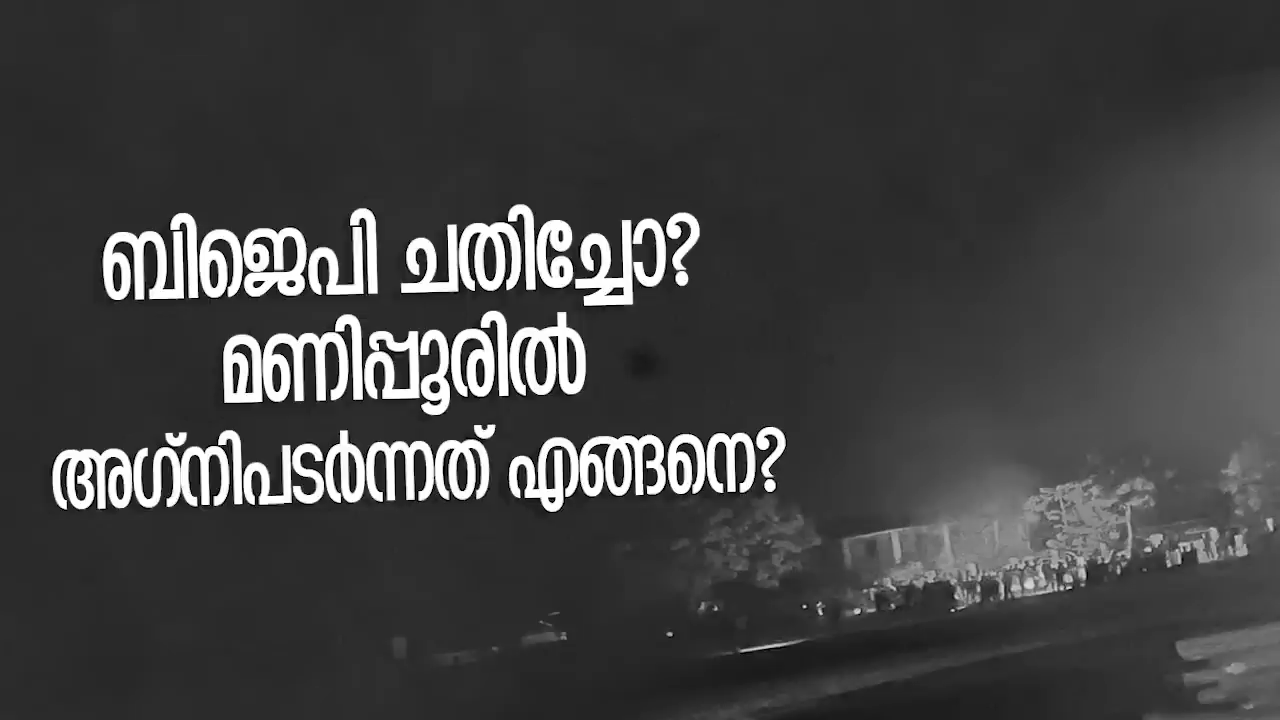 ബിജെപി ചതിച്ചോ?
മണിപ്പൂരിൽ
അഗ്നിപടർന്നത് എങ്ങനെ?